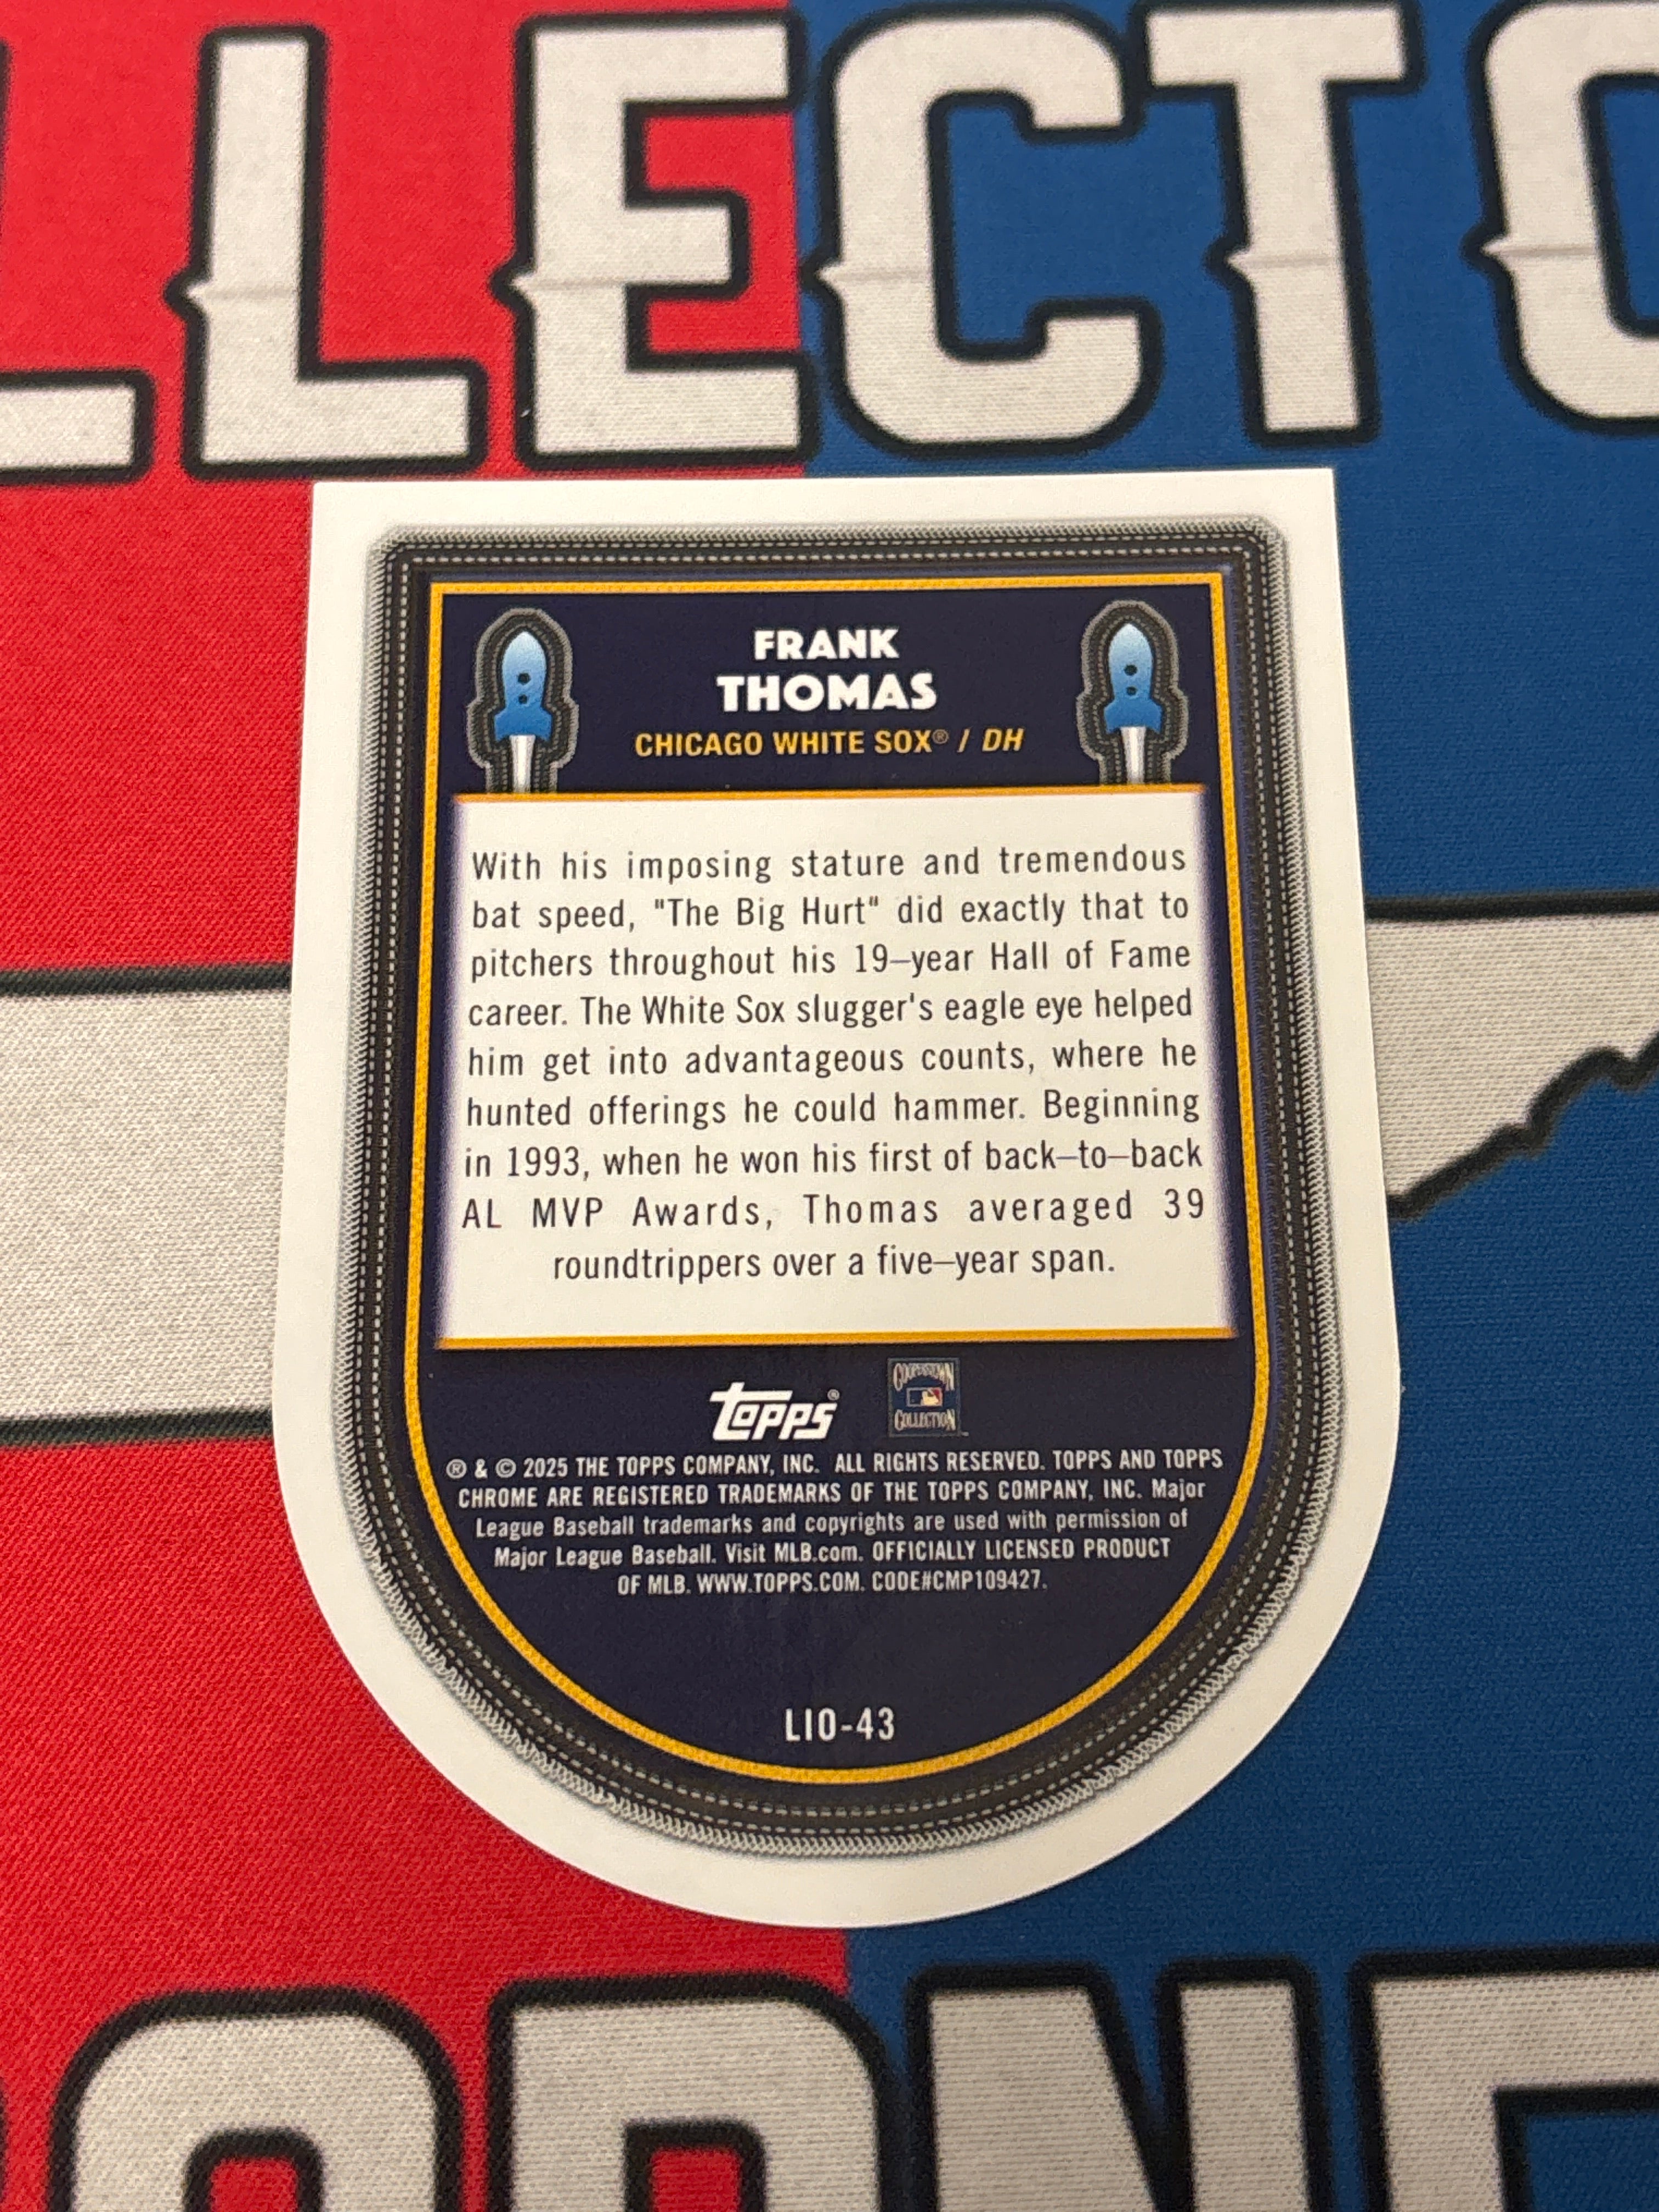 LLECTO
FRANK
THOMAS
CHICAGO WHITE SOX® / DH
With his imposing stature and tremendous
bat speed, "The Big Hurt" did exactly that to
pitchers throughout his 19–year Hall of Fame
career. The White Sox slugger's eagle eye helped
him get into advantageous counts, where he
hunted offerings he could hammer. Beginning
in 1993, when he won his first of back–to–back
AL MVP Awards, Thomas averaged 39
roundtrippers over a five–year span.
topps®
COOPERSTOWN
COLLECTION
® & © 2025 THE TOPPS COMPANY, INC. ALL RIGHTS RESERVED. TOPPS AND TOPPS
CHROME ARE REGISTERED TRADEMARKS OF THE TOPPS COMPANY, INC. Major
League Baseball trademarks and copyrights are used with permission of
Major League Baseball. Visit MLB.com. OFFICIALLY LICENSED PRODUCT
OF MLB. WWW.TOPPS.COM. CODE#CMP109427.
LIO-43